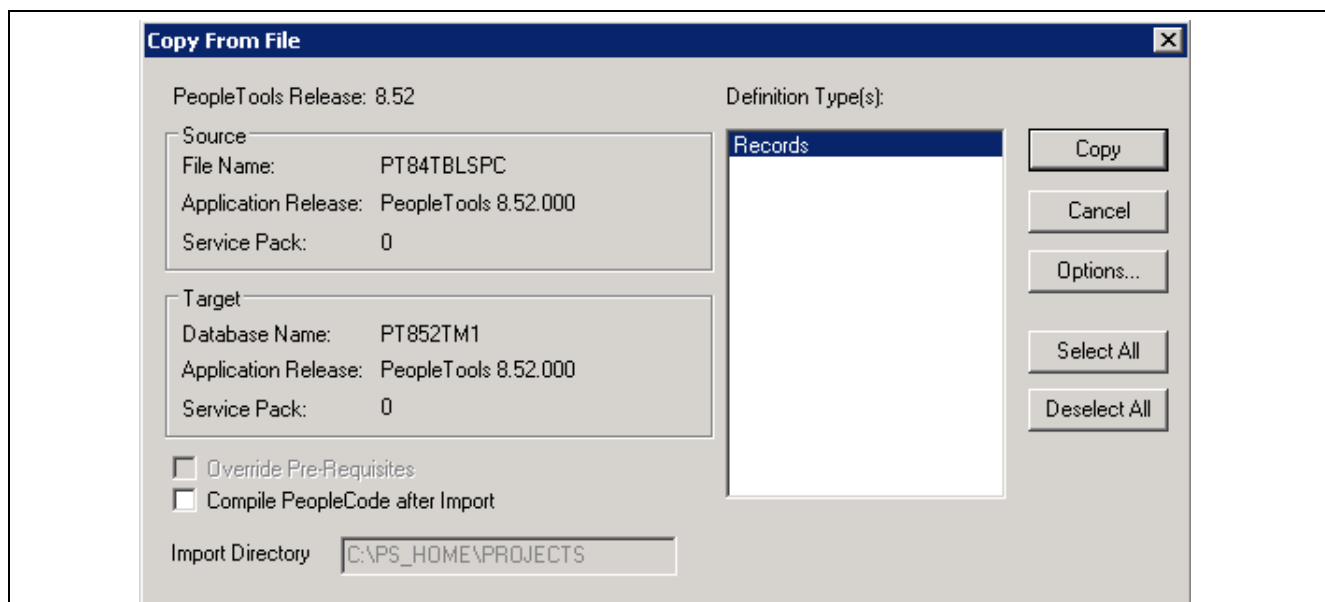 Copy From File
PeopleTools Release: 8.52
Source
File Name: PT84TBLSPC
Application Release: PeopleTools 8.52.000
Service Pack: 0
Target
Database Name: PT852TM1
Application Release: PeopleTools 8.52.000
Service Pack: 0
Override Pre-Requisites
Compile PeopleCode after Import
Import Directory C:\PS_HOME\PROJECTS
Definition Type(s):
Records
Copy
Cancel
Options...
Select All
Deselect All